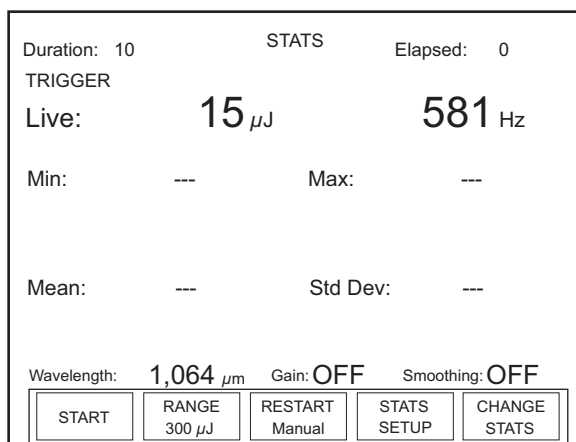 STATS
Duration: 10 Elapsed: 0
TRIGGER
Live: 15 µJ 581 Hz
Min: --- Max: ---
Mean: --- Std Dev: ---
Wavelength: 1,064 µm Gain: OFF Smoothing: OFF
START RANGE RESTART STATS CHANGE
300 µJ Manual SETUP STATS